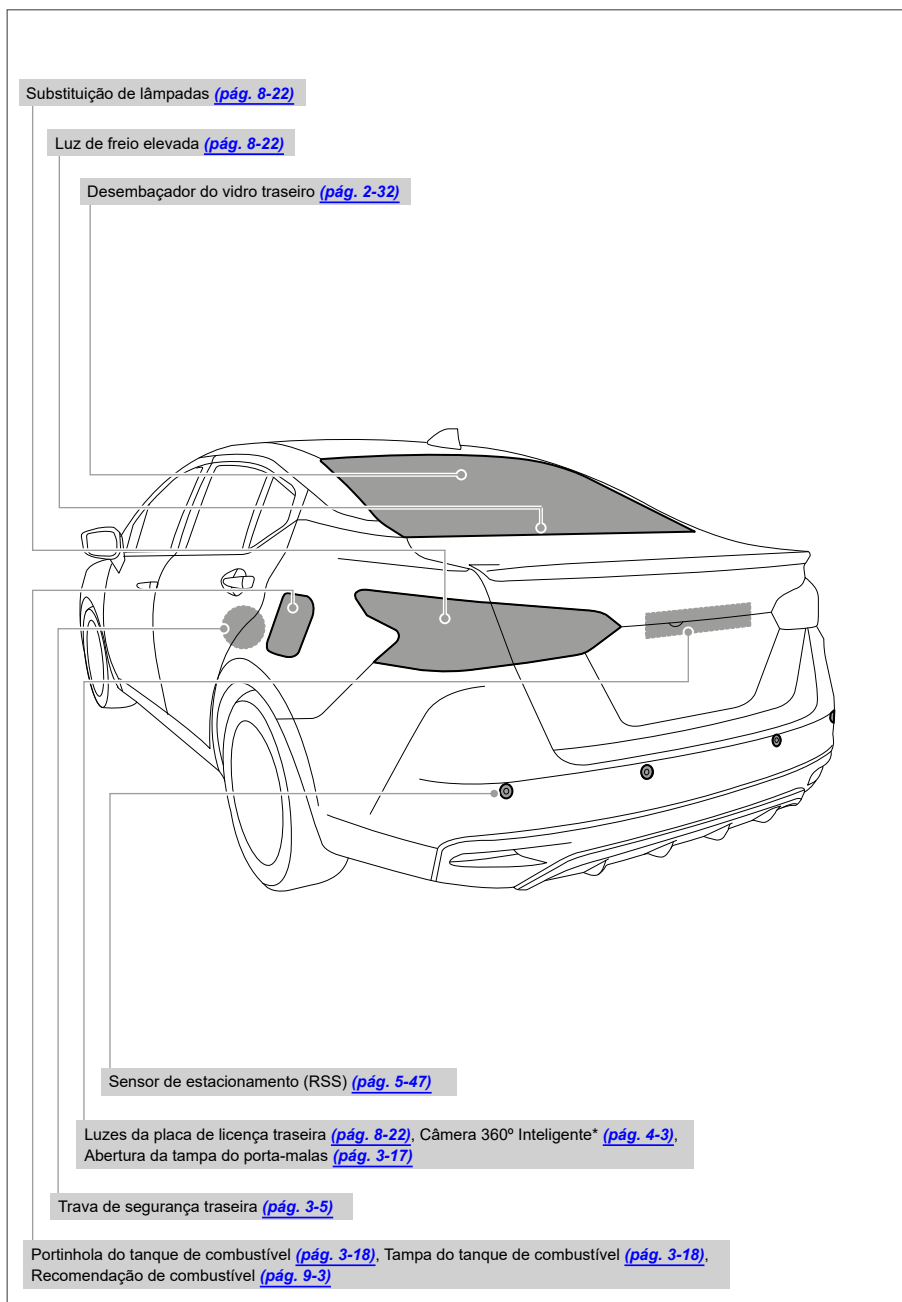 Substituição de lâmpadas (pág. 8-22)
Luz de freio elevada (pág. 8-22)
Desembaçador do vidro traseiro (pág. 2-32)
Sensor de estacionamento (RSS) (pág. 5-47)
Luzes da placa de licença traseira (pág. 8-22), Câmera 360º Inteligente* (pág. 4-3),
Abertura da tampa do porta-malas (pág. 3-17)
Trava de segurança traseira (pág. 3-5)
Portinhola do tanque de combustível (pág. 3-18), Tampa do tanque de combustível (pág. 3-18),
Recomendação de combustível (pág. 9-3)